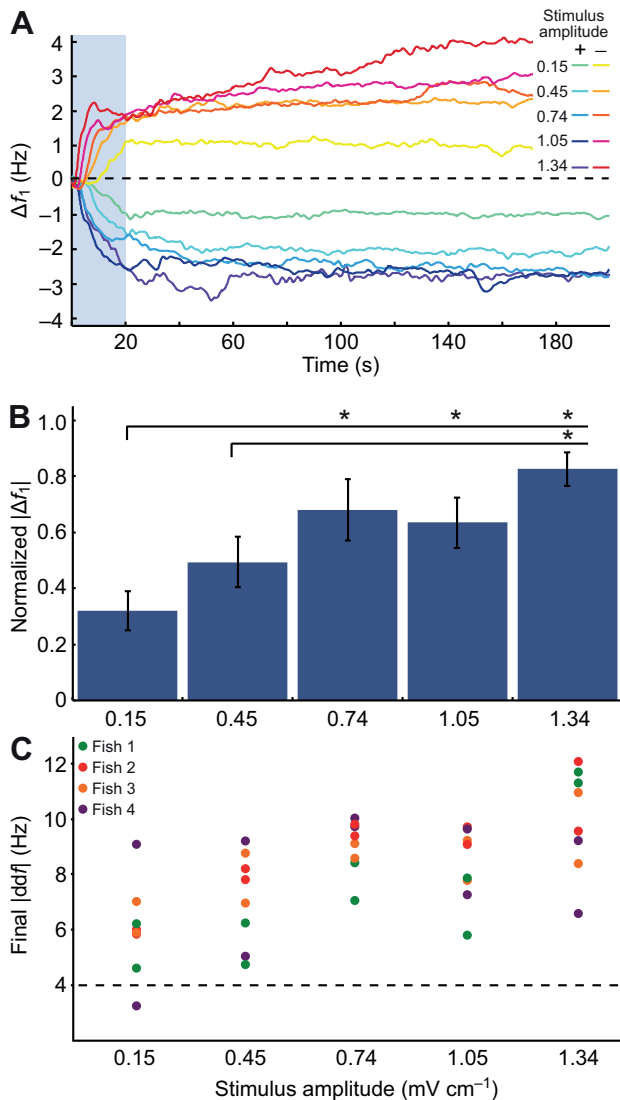 A
Stimulus
amplitude
+ –
0.15
0.45
0.74
1.05
1.34
4
3
2
1
0
–1
–2
–3
–4
Δf1 (Hz)
20 60 100 140 180
Time (s)
B
1.0
0.8
0.6
0.4
0.2
0
Normalized |Δf1|
* * *
*
0.15 0.45 0.74 1.05 1.34
C
Fish 1
Fish 2
Fish 3
Fish 4
12
10
8
6
4
Final |ddf| (Hz)
0.15 0.45 0.74 1.05 1.34
Stimulus amplitude (mV cm⁻¹)